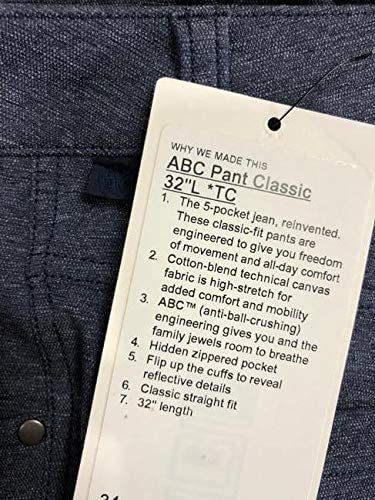 WHY WE MADE THIS
ABC Pant Classic
32"L *TC
1. The 5-pocket jean, reinvented.
These classic-fit pants are
engineered to give you freedom
of movement and all-day comfort
2. Cotton-blend technical canvas
fabric is high-stretch for
added comfort and mobility
3. ABC™ (anti-ball-crushing)
engineering gives you and the
family jewels room to breathe
4. Hidden zippered pocket
5. Flip up the cuffs to reveal
reflective details
6. Classic straight fit
7. 32" length